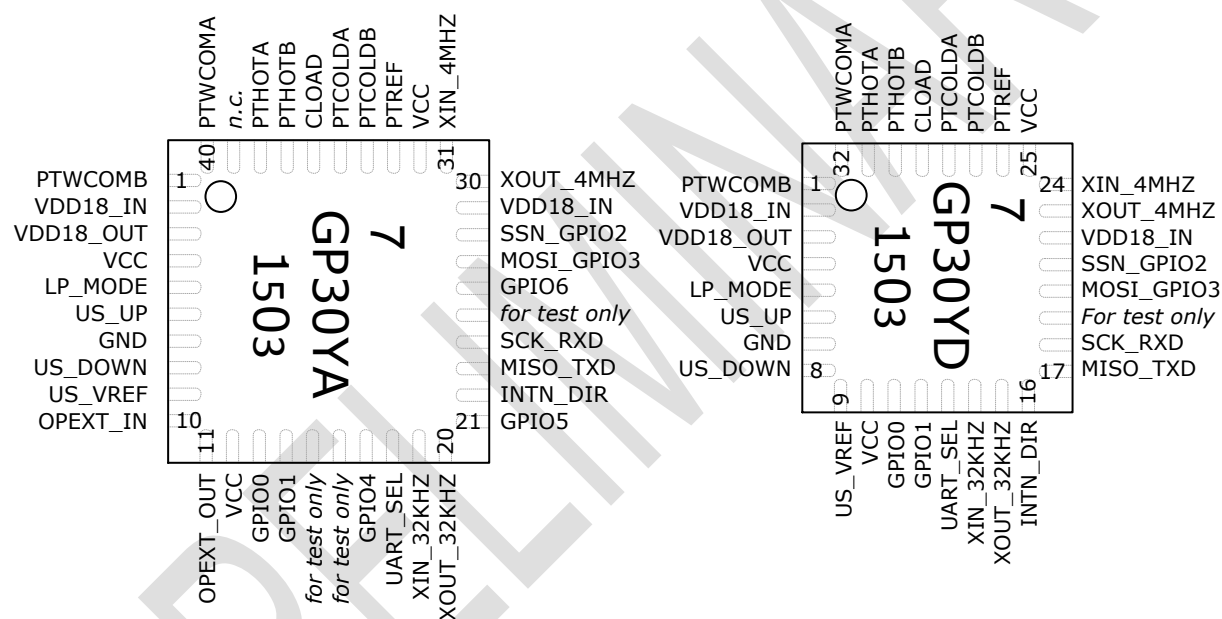 PTWCOMA
n.c.
PTHOTA
PTHOTB
CLOAD
PTCOLDA
PTCOLDB
PTREF
VCC
XIN_4MHZ
40
31
PTWCOMB
VDD18_IN
VDD18_OUT
VCC
LP_MODE
US_UP
GND
US_DOWN
US_VREF
OPEXT_IN
1
10
7
GP30YA
1503
30
21
XOUT_4MHZ
VDD18_IN
SSN_GPIO2
MOSI_GPIO3
GPIO6
for test only
SCK_RXD
MISO_TXD
INTN_DIR
GPIO5
11
20
OPEXT_OUT
VCC
GPIO0
GPIO1
for test only
for test only
GPIO4
UART_SEL
XIN_32KHZ
XOUT_32KHZ
PTWCOMA
PTHOTA
PTHOTB
CLOAD
PTCOLDA
PTCOLDB
PTREF
VCC
32
25
PTWCOMB
VDD18_IN
VDD18_OUT
VCC
LP_MODE
US_UP
GND
US_DOWN
1
8
7
GP30YD
1503
24
17
XIN_4MHZ
XOUT_4MHZ
VDD18_IN
SSN_GPIO2
MOSI_GPIO3
For test only
SCK_RXD
MISO_TXD
9
16
US_VREF
VCC
GPIO0
GPIO1
UART_SEL
XIN_32KHZ
XOUT_32KHZ
INTN_DIR